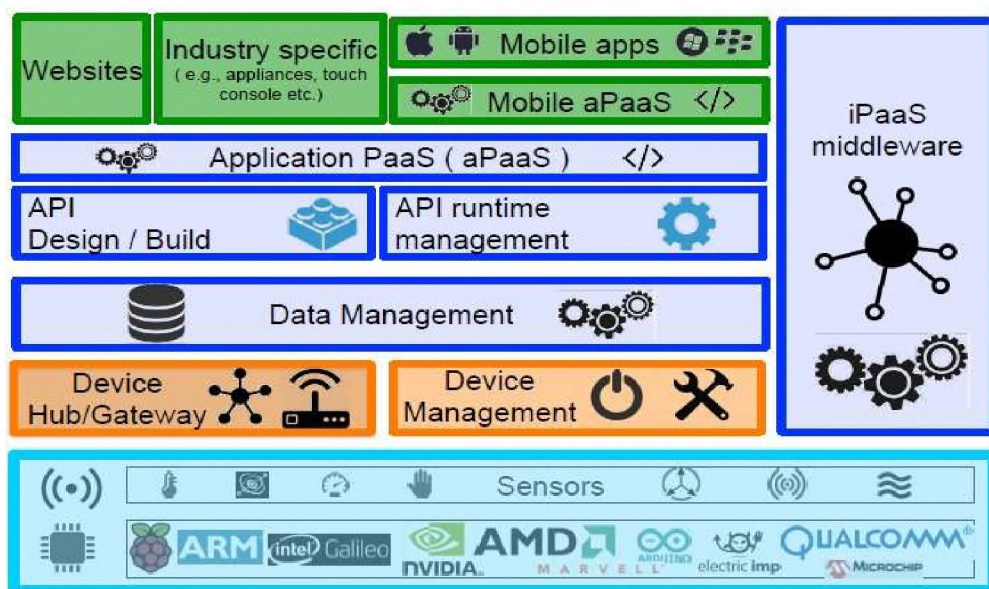 Websites
Industry specific
( e.g., appliances, touch
console etc.)
Mobile apps
Mobile aPaaS </>
iPaaS
middleware
Application PaaS ( aPaaS ) </>
API
Design / Build
API runtime
management
Data Management
Device
Hub/Gateway
Device
Management
Sensors
ARM
intel Galileo
NVIDIA.
AMD
MARVELL
ARDUINO
electric imp
QUALCOMM®
MICROCHIP